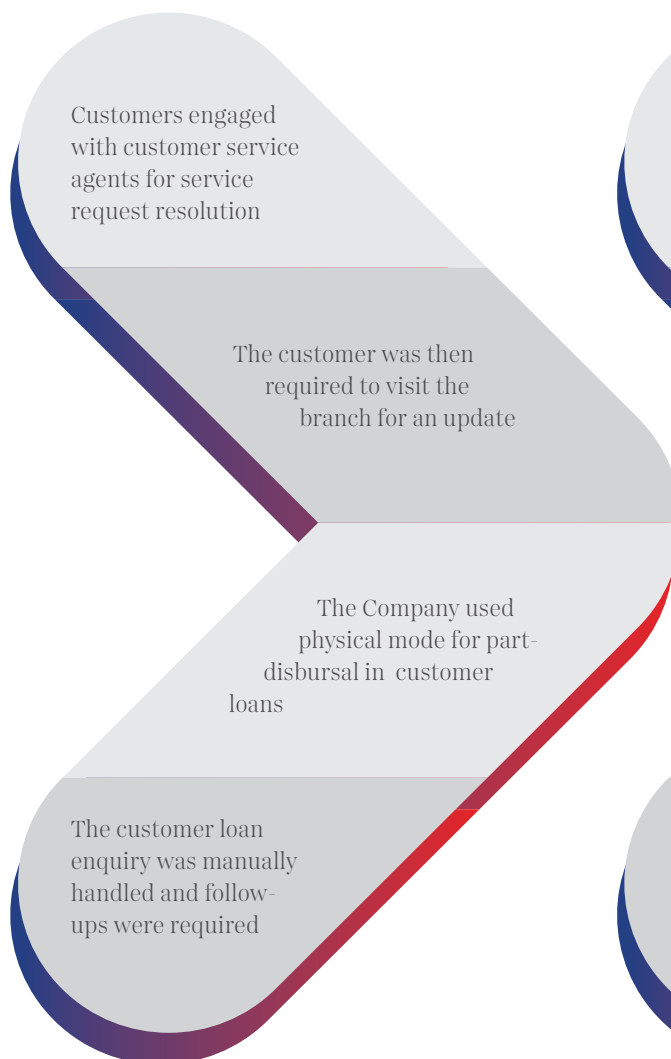 Customers engaged
with customer service
agents for service
request resolution
The customer was then
required to visit the
branch for an update
The Company used
physical mode for part-
disbursal in  customer
loans
The customer loan
enquiry was manually
handled and follow-
ups were required